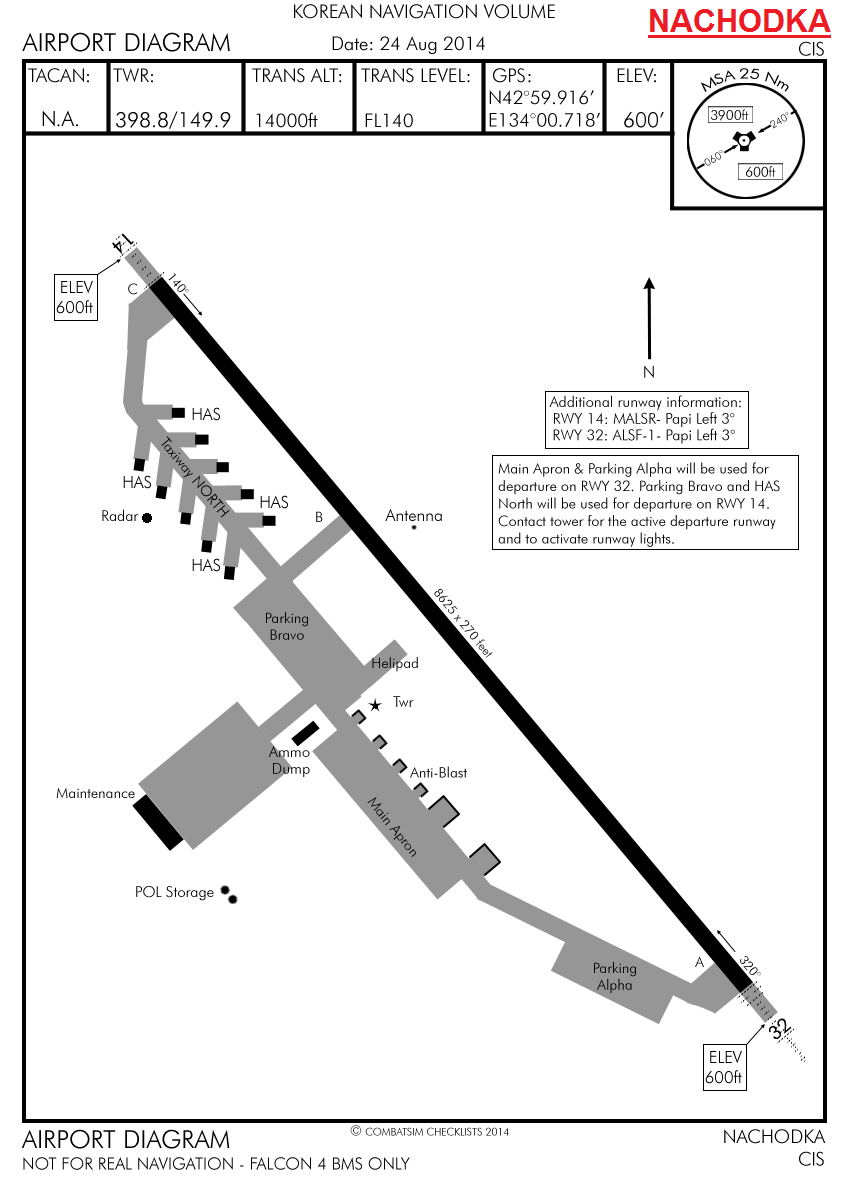 KOREAN NAVIGATION VOLUME
NACHODKA
AIRPORT DIAGRAM
Date: 24 Aug 2014
CIS
TACAN:
N.A.
TWR:
398.8/149.9
TRANS ALT:
14000ft
TRANS LEVEL:
FL140
GPS:
N42°59.916′
E134°00.718′
ELEV:
600′
MSA 25 Nm
3900ft
240°
060°
600ft
14
ELEV
600ft
C
140°
N
Additional runway information:
RWY 14: MALSR- Papi Left 3°
RWY 32: ALSF-1- Papi Left 3°
HAS
Taxiway NORTH
HAS
HAS
Radar
B
Antenna
HAS
Main Apron & Parking Alpha will be used for
departure on RWY 32. Parking Bravo and HAS
North will be used for departure on RWY 14.
Contact tower for the active departure runway
and to activate runway lights.
8625 x 270 feet
Parking
Bravo
Helipad
Twr
Ammo
Dump
Anti-Blast
Maintenance
Main Apron
POL Storage
A
320°
Parking
Alpha
32
ELEV
600ft
© COMBATSIM CHECKLISTS 2014
AIRPORT DIAGRAM
NACHODKA
NOT FOR REAL NAVIGATION - FALCON 4 BMS ONLY
CIS